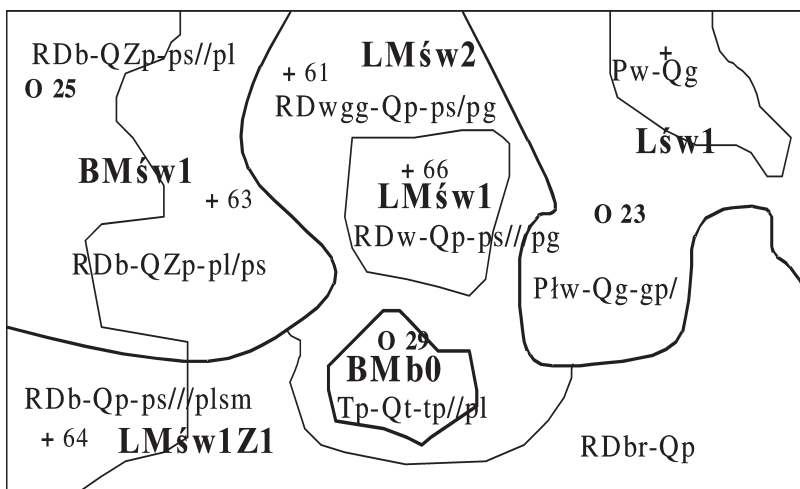 RDb-QZp-ps//pl
O 25
+ 61
LMśw2
RDwgg-Qp-ps/pg
+
Pw-Qg
Lśw1
BMśw1
+ 63
+ 66
LMśw1
RDw-Qp-ps///pg
O 23
RDb-QZp-pl/ps
Płw-Qg-gp/
O 29
BMb0
Tp-Qt-tp//pl
RDb-Qp-ps///plsm
+ 64
LMśw1Z1
RDbr-Qp